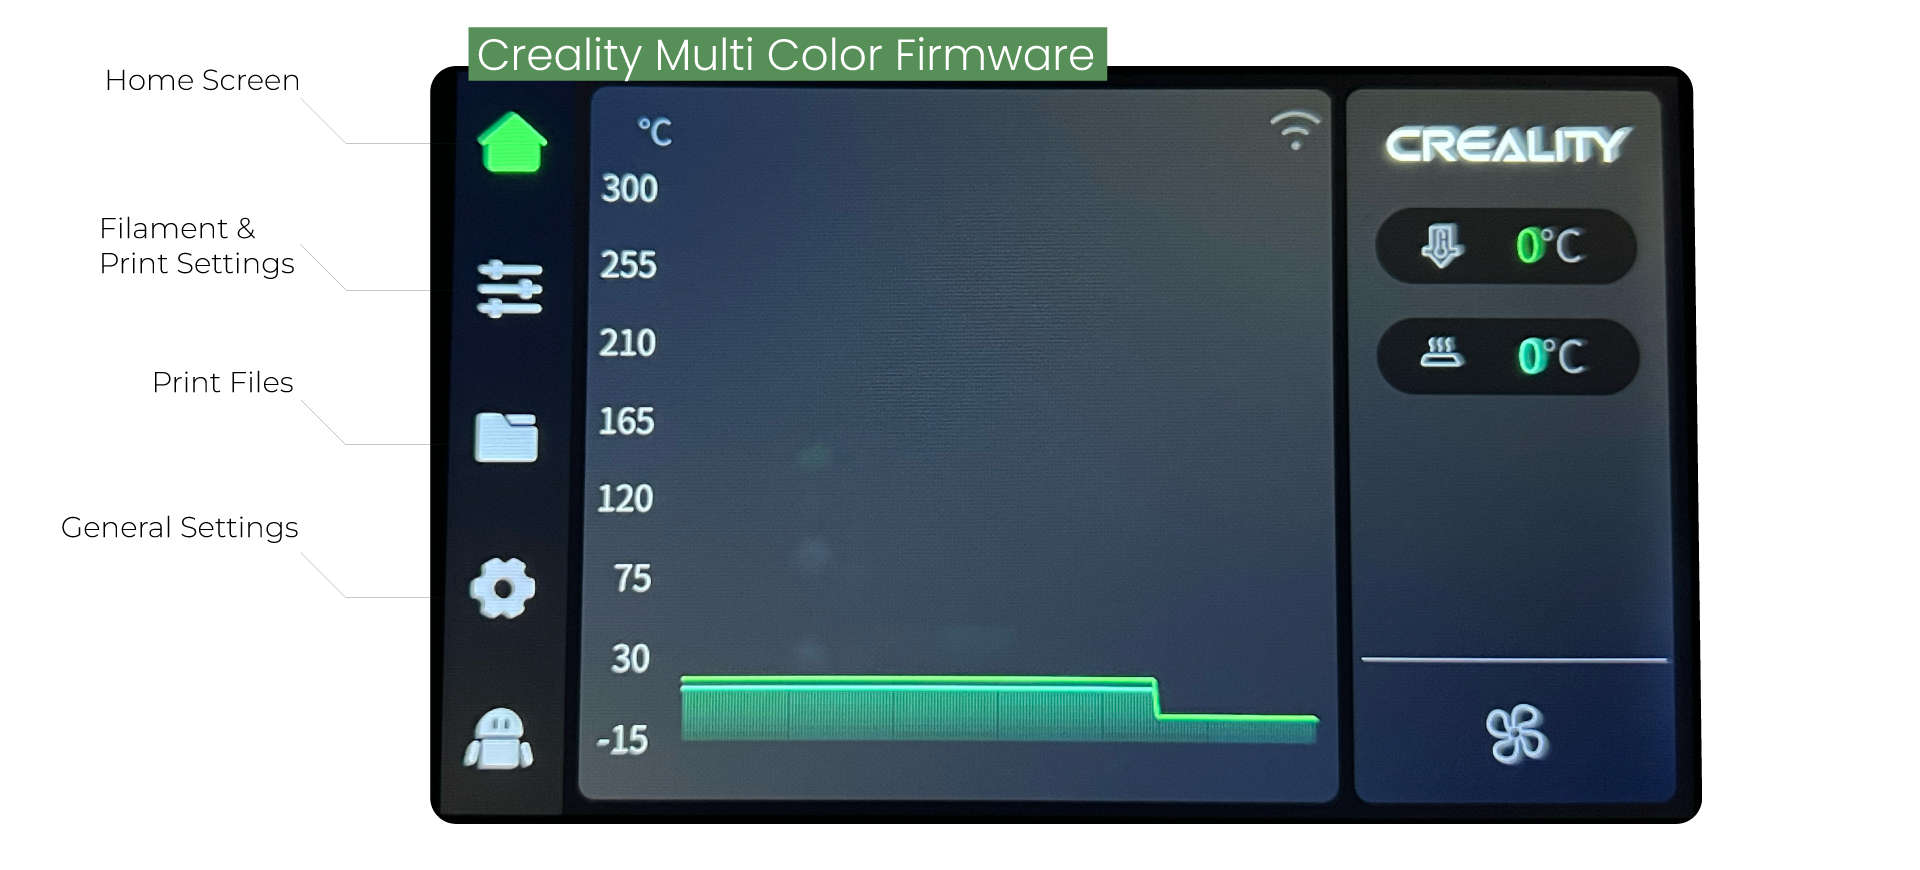 Creality Multi Color Firmware
Home Screen
Filament &
Print Settings
Print Files
General Settings
°C
300
255
210
165
120
75
30
-15
CREALITY
0°C
0°C